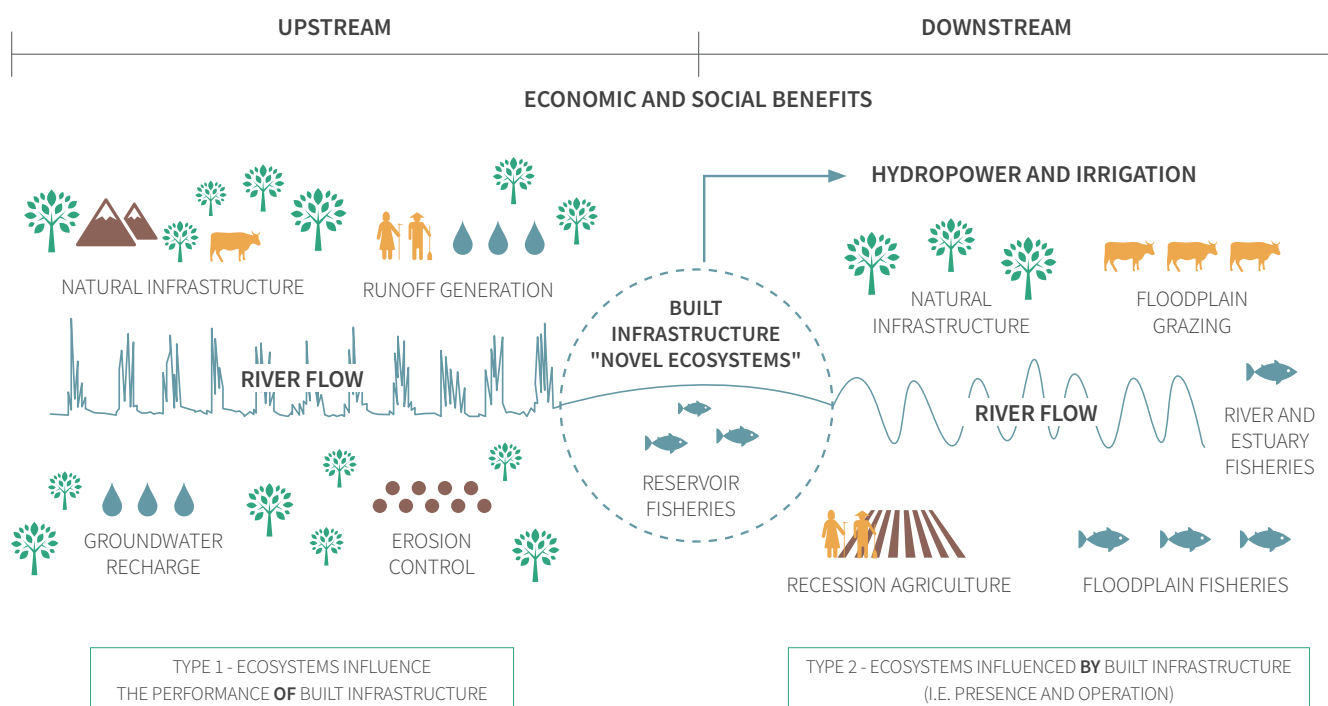 UPSTREAM
DOWNSTREAM
ECONOMIC AND SOCIAL BENEFITS
HYDROPOWER AND IRRIGATION
NATURAL INFRASTRUCTURE
RUNOFF GENERATION
BUILT
INFRASTRUCTURE
"NOVEL ECOSYSTEMS"
NATURAL
INFRASTRUCTURE
FLOODPLAIN
GRAZING
RIVER FLOW
RIVER FLOW
RIVER AND
ESTUARY
FISHERIES
RESERVOIR
FISHERIES
GROUNDWATER
RECHARGE
EROSION
CONTROL
RECESSION AGRICULTURE
FLOODPLAIN FISHERIES
TYPE 1 - ECOSYSTEMS INFLUENCE
THE PERFORMANCE OF BUILT INFRASTRUCTURE
TYPE 2 - ECOSYSTEMS INFLUENCED BY BUILT INFRASTRUCTURE
(I.E. PRESENCE AND OPERATION)